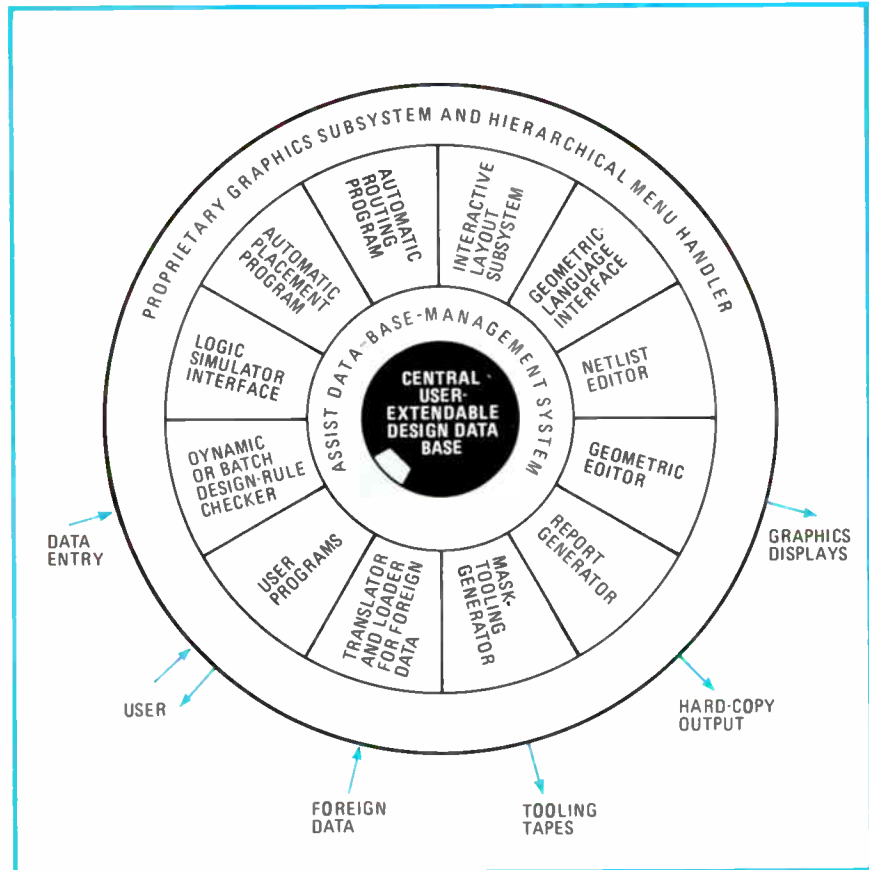 PROPRIETARY GRAPHICS SUBSYSTEM AND HIERARCHICAL MENU HANDLER
AUTOMATIC
ROUTING
PROGRAM
INTERACTIVE
LAYOUT
SUBSYSTEM
GEOMETRIC-
LANGUAGE
INTERFACE
NETLIST
EDITOR
GEOMETRIC
EDITOR
REPORT
GENERATOR
MASK-
TOOLING
GENERATOR
TRANSLATOR
AND LOADER
FOR FOREIGN
DATA
USER PROGRAMS
DYNAMIC
OR BATCH
DESIGN-RULE
CHECKER
LOGIC
SIMULATOR
INTERFACE
AUTOMATIC
PLACEMENT
PROGRAM
ASSIST DATA-BASE-MANAGEMENT SYSTEM
CENTRAL
USER-
EXTENDABLE
DESIGN DATA
BASE
DATA
ENTRY
USER
FOREIGN
DATA
TOOLING
TAPES
HARD-COPY
OUTPUT
GRAPHICS
DISPLAYS